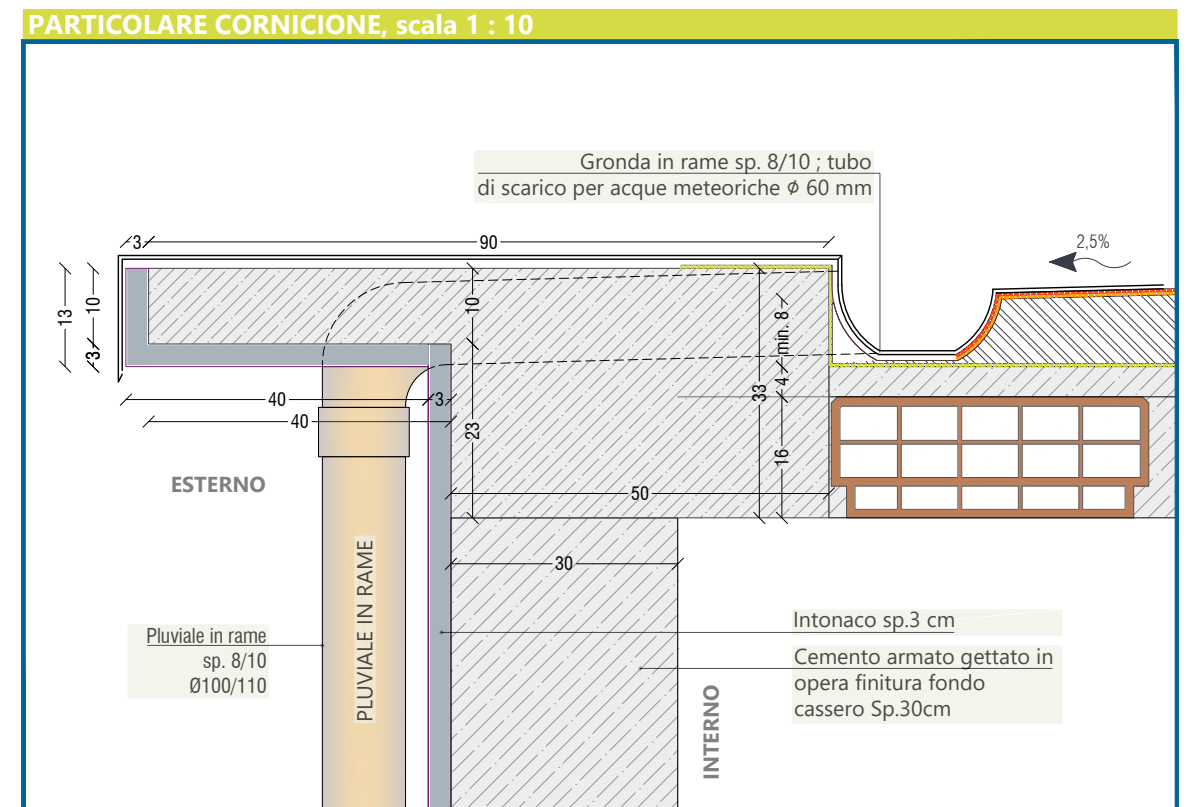 PARTICOLARE CORNICIONE, scala 1 : 10
Gronda in rame sp. 8/10 ; tubo
di scarico per acque meteoriche ϕ 60 mm
3
90
2,5%
13
10
3
10
min. 8
4
33
40
3
40
23
16
ESTERNO
50
30
PLUVIALE IN RAME
Pluviale in rame
sp. 8/10
Ø100/110
Intonaco sp.3 cm
Cemento armato gettato in
opera finitura fondo
cassero Sp.30cm
INTERNO